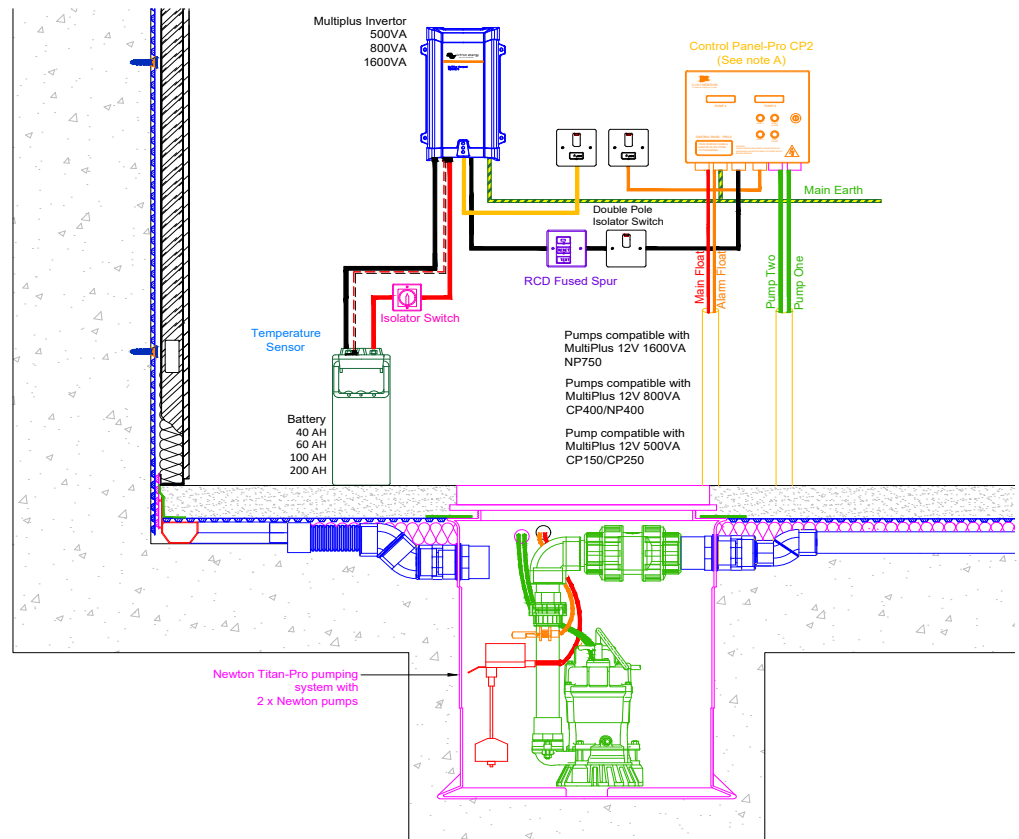 Multiplus Invertor
500VA
800VA
1600VA
Control Panel-Pro CP2
(See note A)
Main Earth
Double Pole
Isolator Switch
RCD Fused Spur
Isolator Switch
Temperature
Sensor
Main Float
Alarm Float
Pump Two
Pump One
Battery
40 AH
60 AH
100 AH
200 AH
Pumps compatible with
MultiPlus 12V 1600VA
NP750
Pumps compatible with
MultiPlus 12V 800VA
CP400/NP400
Pump compatible with
MultiPlus 12V 500VA
CP150/CP250
Newton Titan-Pro pumping
system with
2 x Newton pumps